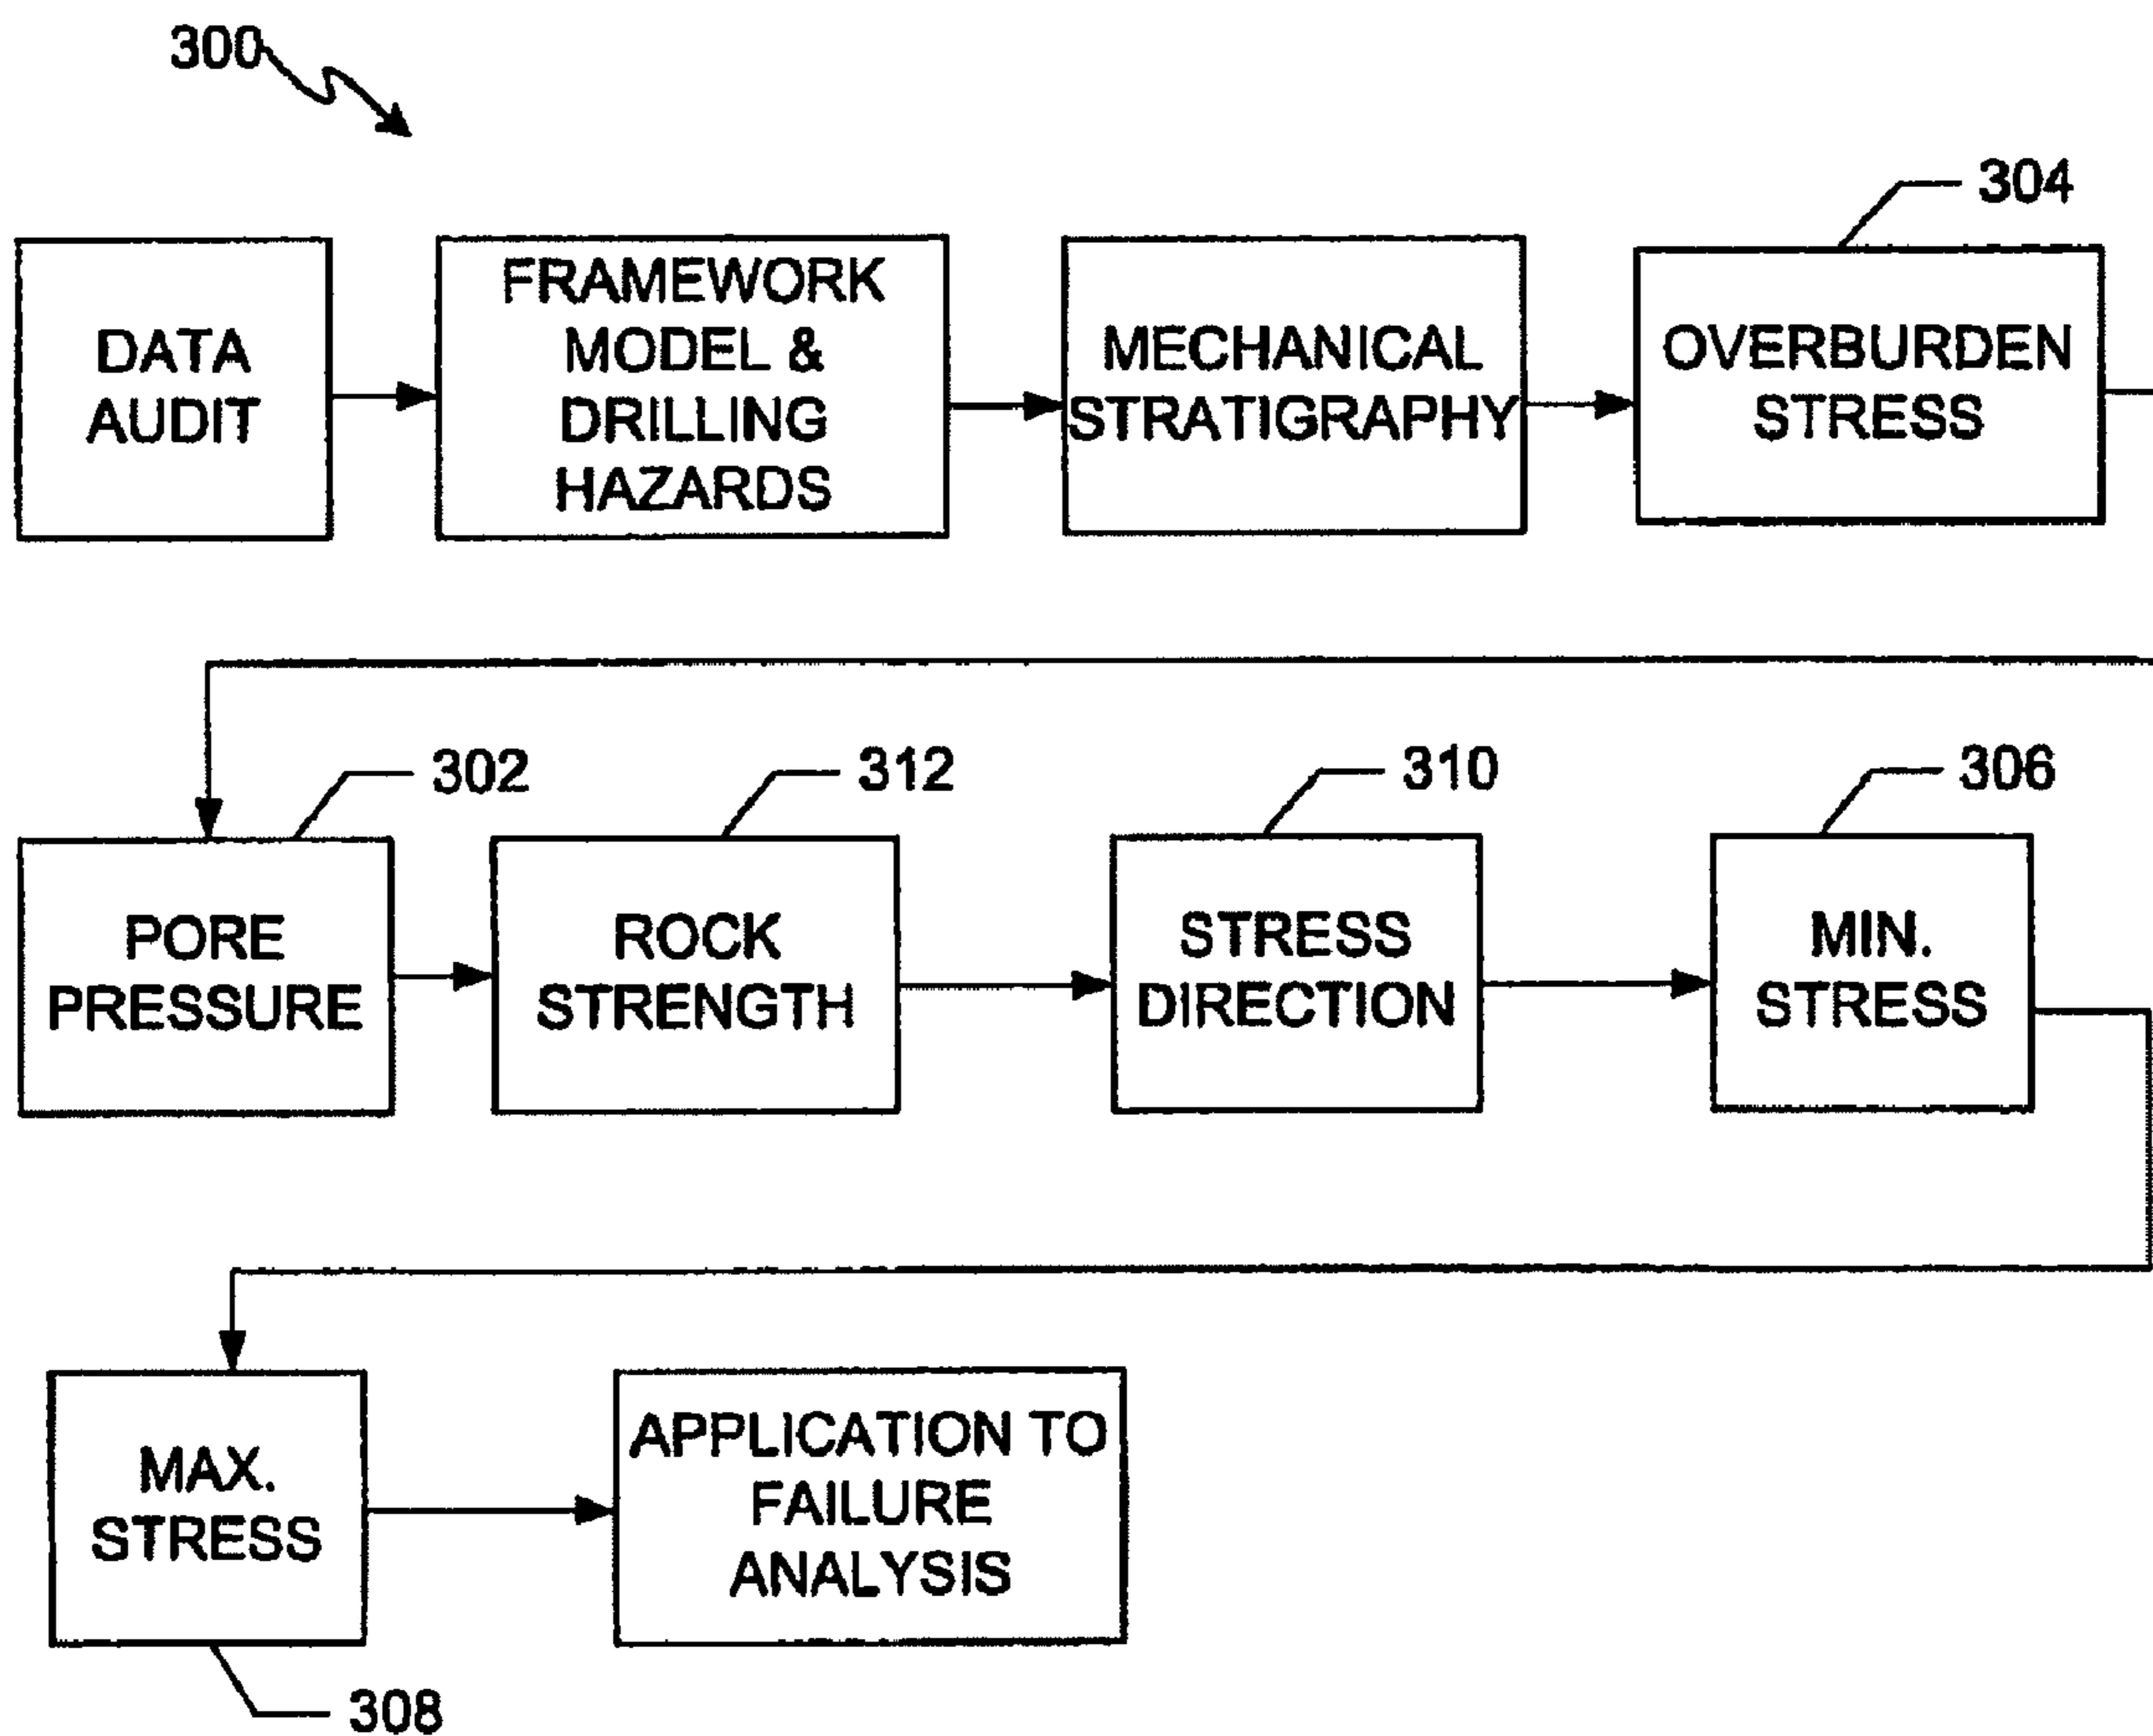 300
304
DATA
AUDIT
FRAMEWORK
MODEL &
DRILLING
HAZARDS
MECHANICAL
STRATIGRAPHY
OVERBURDEN
STRESS
302
312
310
306
PORE
PRESSURE
ROCK
STRENGTH
STRESS
DIRECTION
MIN.
STRESS
MAX.
STRESS
APPLICATION TO
FAILURE
ANALYSIS
308